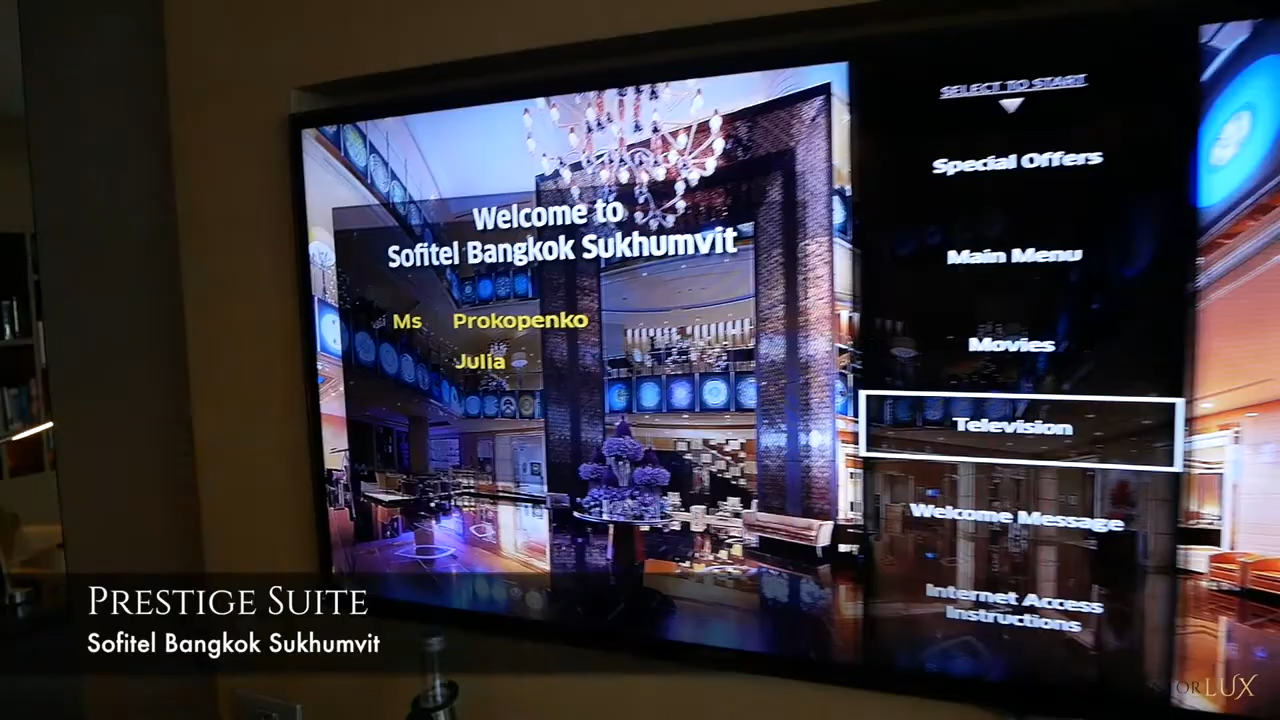 Welcome to
Sofitel Bangkok Sukhumvit
Ms Prokopenko
Julia
SELECT TO START
Special Offers
Main Menu
Movies
Television
Welcome Message
Internet Access
Instructions
PRESTIGE SUITE
Sofitel Bangkok Sukhumvit
ORLUX